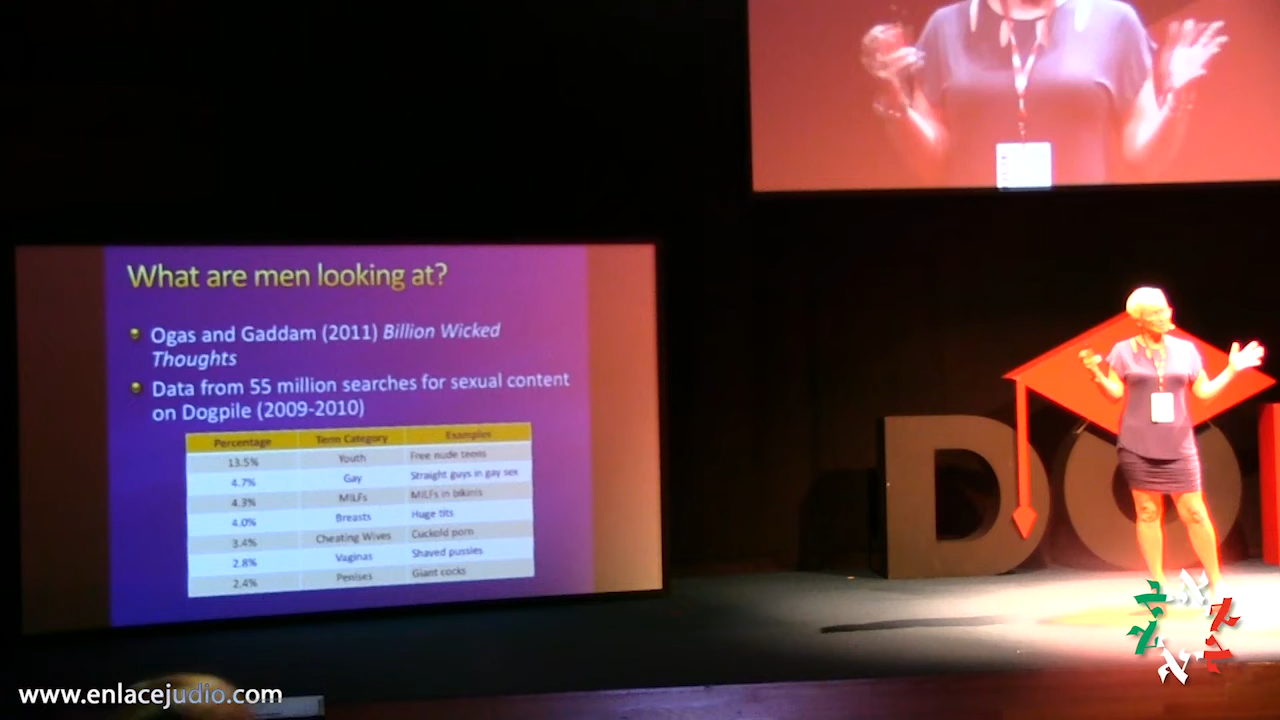 What are men looking at?
Ogas and Gaddam (2011) Billion Wicked
Thoughts
Data from 55 million searches for sexual content
on Dogpile (2009-2010)
Percentage Term Category Examples
13.5% Youth Free nude teens
4.7% Gay Straight guys in gay sex
4.3% MILFs MILFs in bikinis
4.0% Breasts Huge tits
3.4% Cheating Wives Cuckold porn
2.8% Vaginas Shaved pussies
2.4% Penises Giant cocks
DO
www.enlacejudio.com